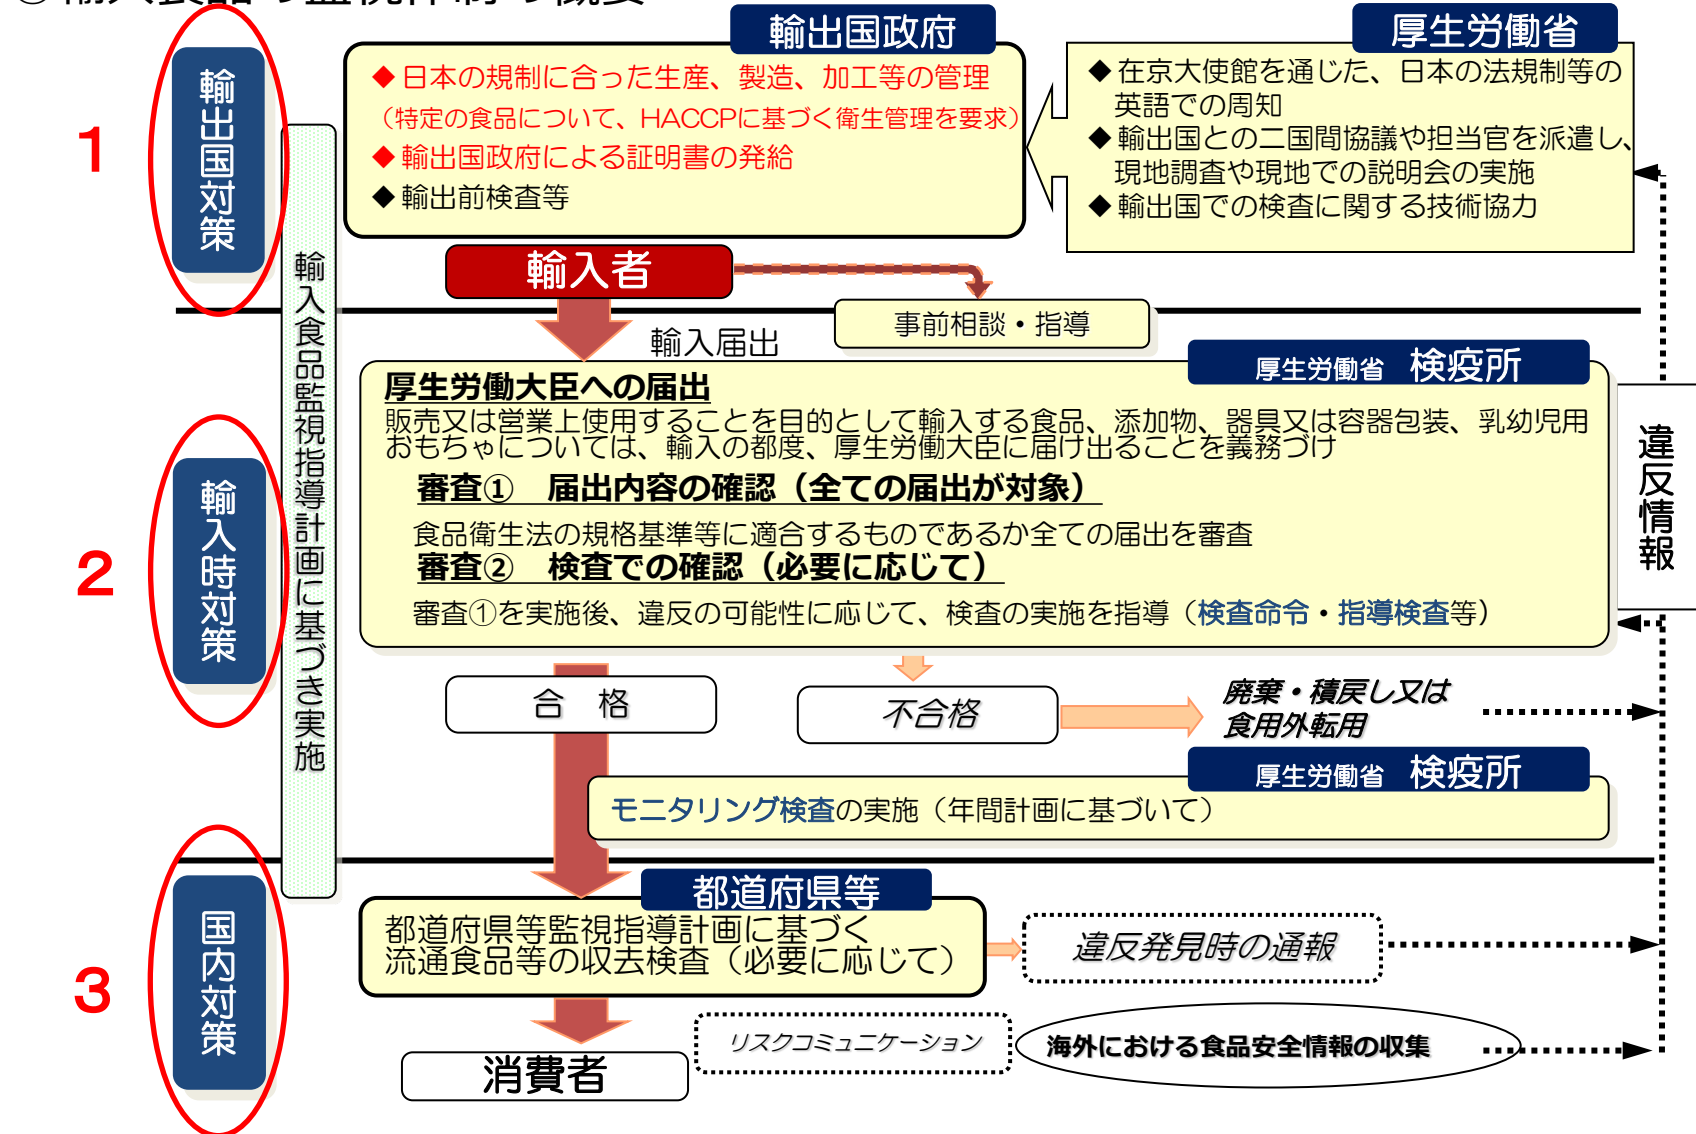 輸入食品の監視体制の概要
1
輸出国対策
輸出国政府
◆日本の規制に合った生産、製造、加工等の管理
（特定の食品について、HACCPに基づく衛生管理を要求）
◆輸出国政府による証明書の発給
◆輸出前検査等
厚生労働省
◆在京大使館を通じた、日本の法規制等の
英語での周知
◆輸出国との二国間協議や担当官を派遣し、
現地調査や現地での説明会の実施
◆輸出国での検査に関する技術協力
輸入食品監視指導計画に基づき実施
輸入者
事前相談・指導
輸入届出
2
輸入時対策
厚生労働省 検疫所
厚生労働大臣への届出
販売又は営業上使用することを目的として輸入する食品、添加物、器具又は容器包装、乳幼児用
おもちゃについては、輸入の都度、厚生労働大臣に届け出ることを義務づけ
審査①　届出内容の確認（全ての届出が対象）
食品衛生法の規格基準等に適合するものであるか全ての届出を審査
審査②　検査での確認（必要に応じて）
審査①を実施後、違反の可能性に応じて、検査の実施を指導（検査命令・指導検査等）
違反情報
合　格
不合格
廃棄・積戻し又は
食用外転用
厚生労働省 検疫所
モニタリング検査の実施（年間計画に基づいて）
3
国内対策
都道府県等
都道府県等監視指導計画に基づく
流通食品等の収去検査（必要に応じて）
違反発見時の通報
リスクコミュニケーション
海外における食品安全情報の収集
消費者